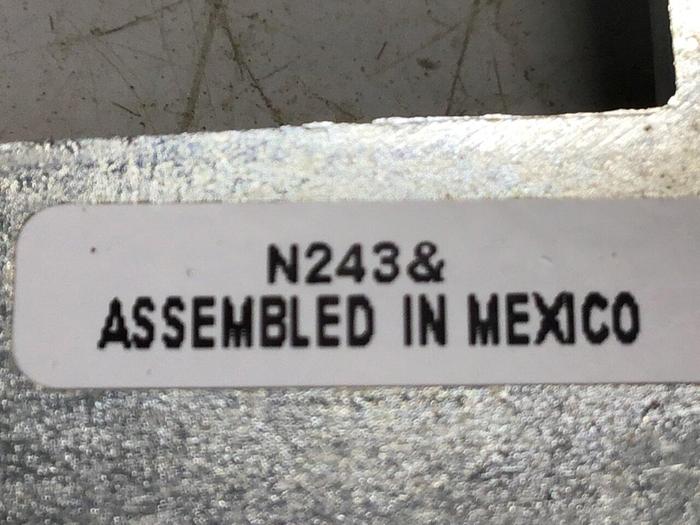 N243&
ASSEMBLED IN MEXICO